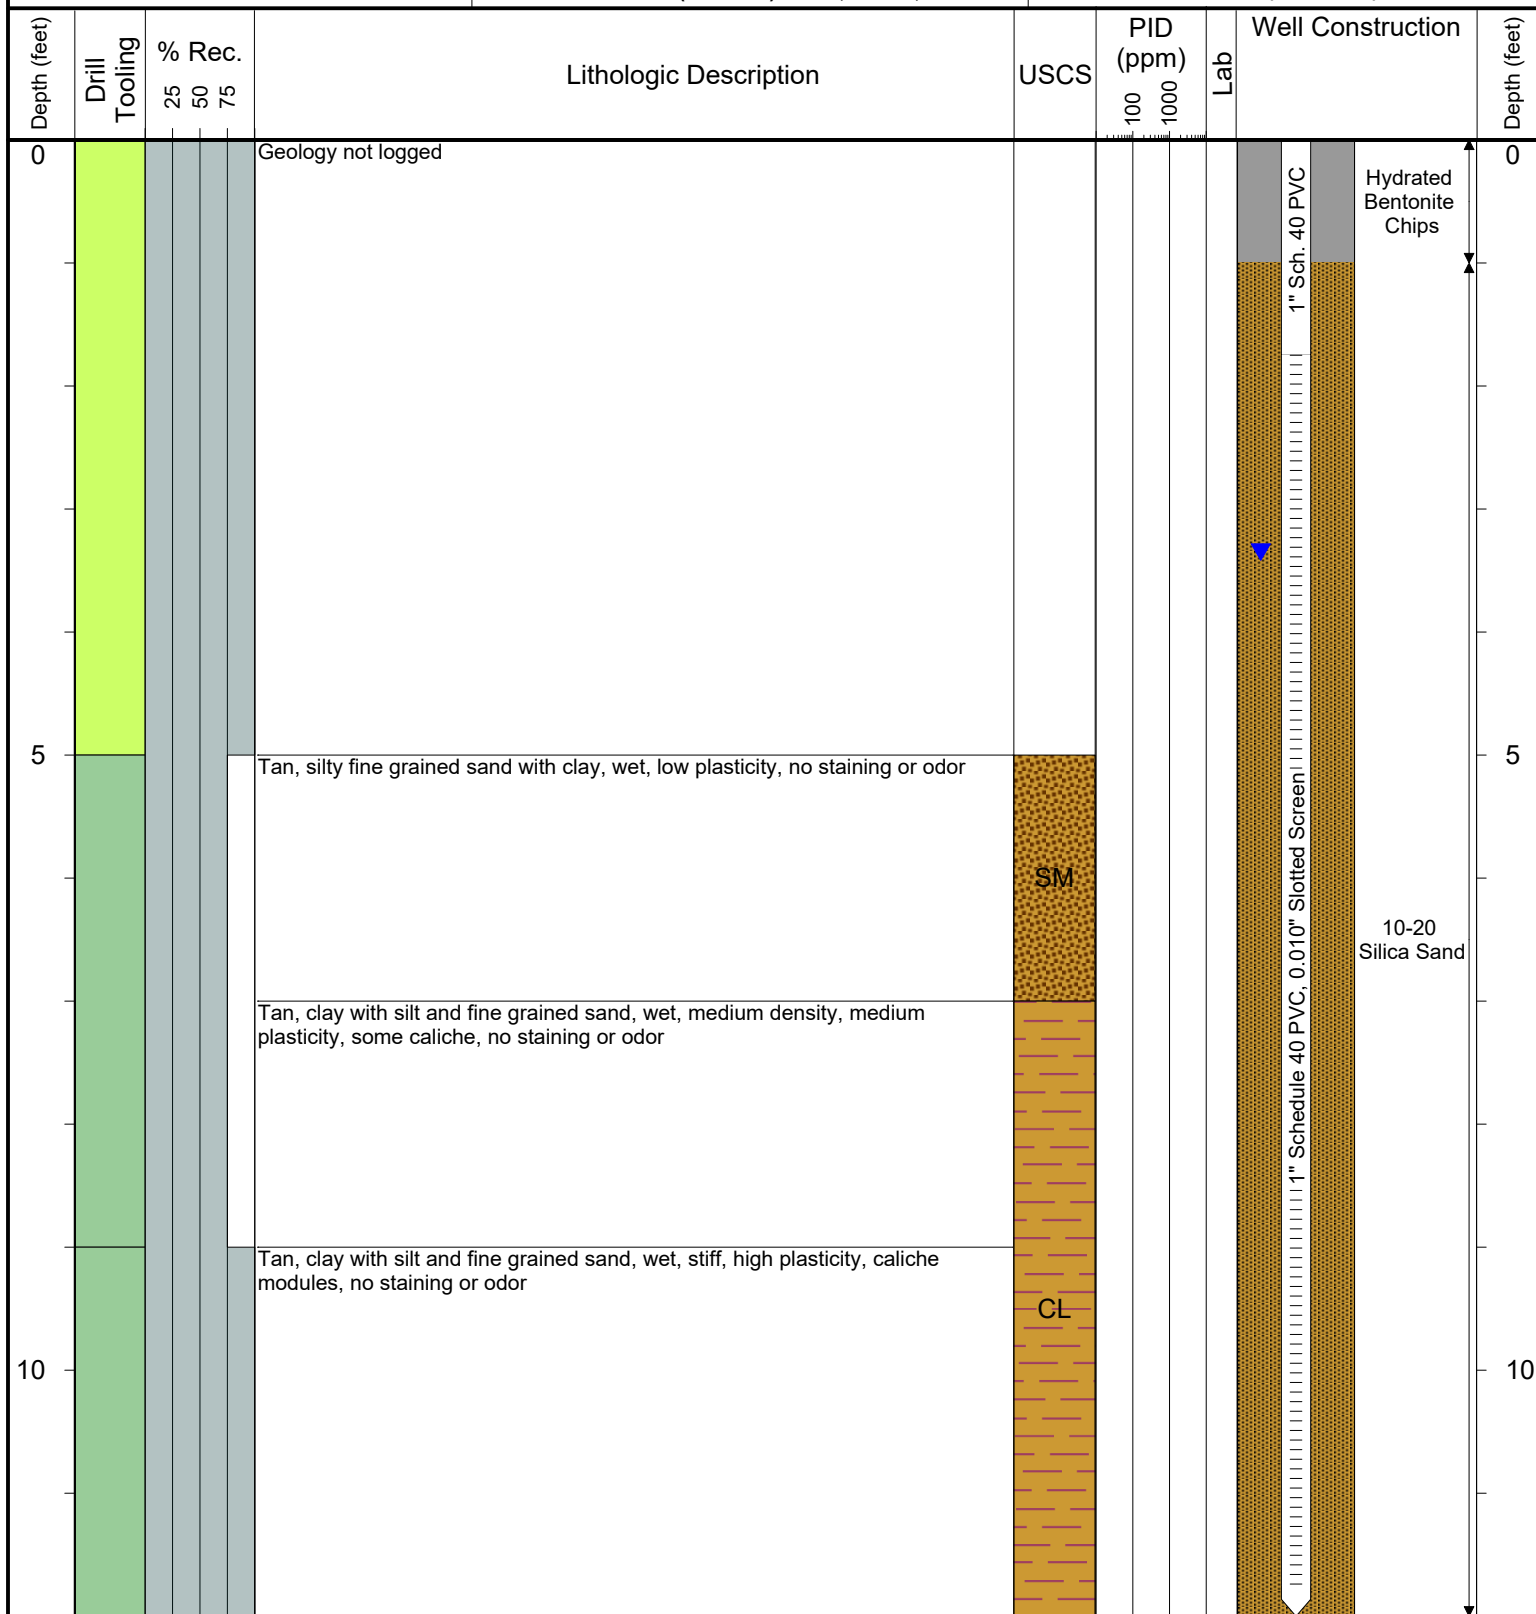 Depth (feet)
Drill
Tooling
% Rec.
25
50
75
Lithologic Description
USCS
PID
(ppm)
100
1000
Lab
Well Construction
Depth (feet)
0
Geology not logged
1" Sch. 40 PVC
Hydrated
Bentonite
Chips
0
5
Tan, silty fine grained sand with clay, wet, low plasticity, no staining or odor
5
SM
1" Schedule 40 PVC, 0.010" Slotted Screen
10-20
Silica Sand
Tan, clay with silt and fine grained sand, wet, medium density, medium
plasticity, some caliche, no staining or odor
Tan, clay with silt and fine grained sand, wet, stiff, high plasticity, caliche
modules, no staining or odor
CL
10
10